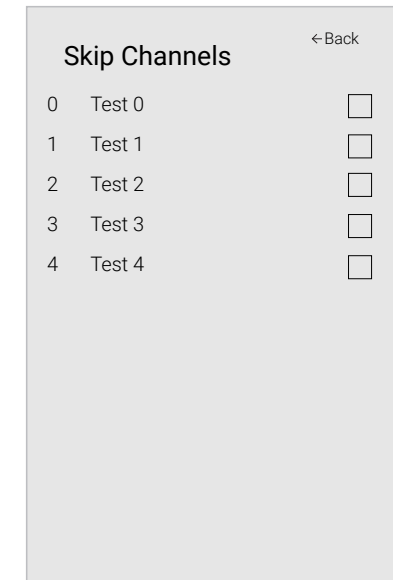 ←Back
Skip Channels
0 Test 0
1 Test 1
2 Test 2
3 Test 3
4 Test 4